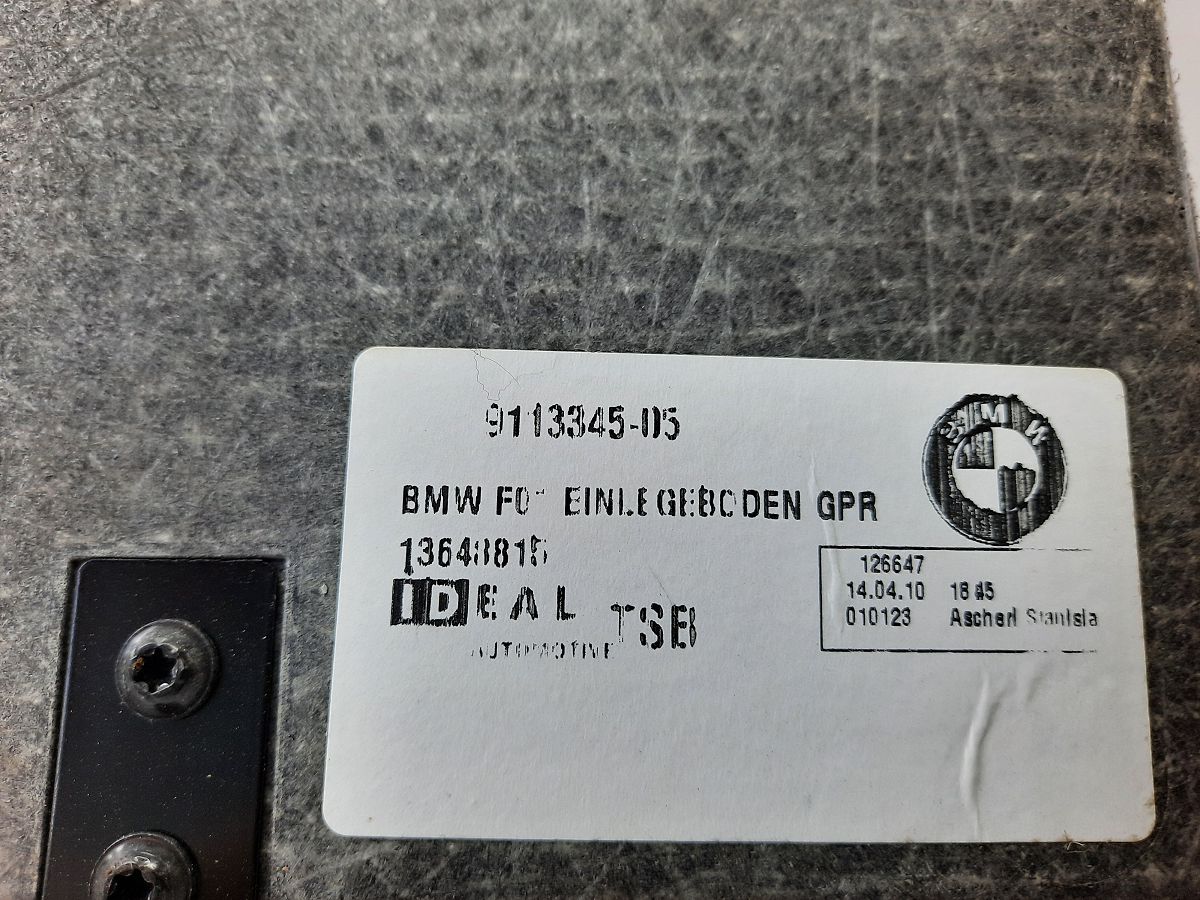 9113345-05
BMW F01 EINLEGEBODEN GPR
13648815
IDEAL TSB
AUTOMOTIVE
BMW
126647
14.04.10 18:45
010123 Ascherl Stanisla